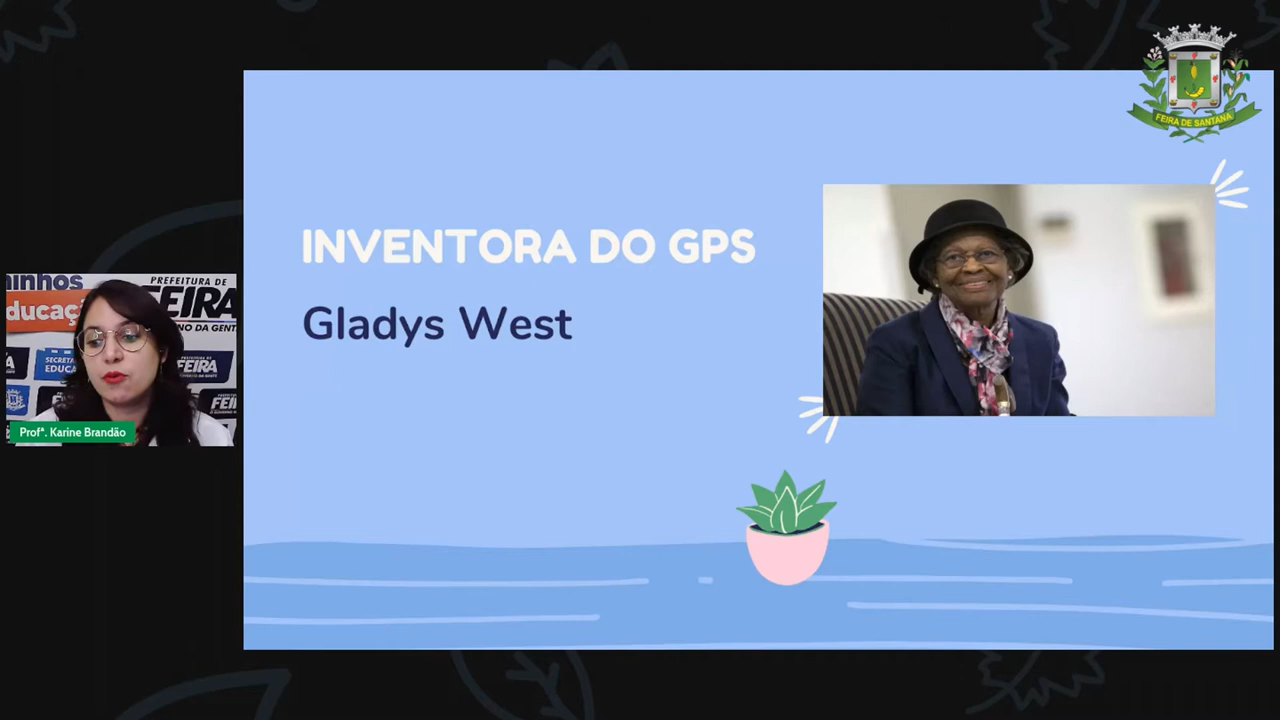 FEIRA DE SANTANA
INVENTORA DO GPS
Gladys West
PREFEITURA DE
FEIRA
Profª. Karine Brandão